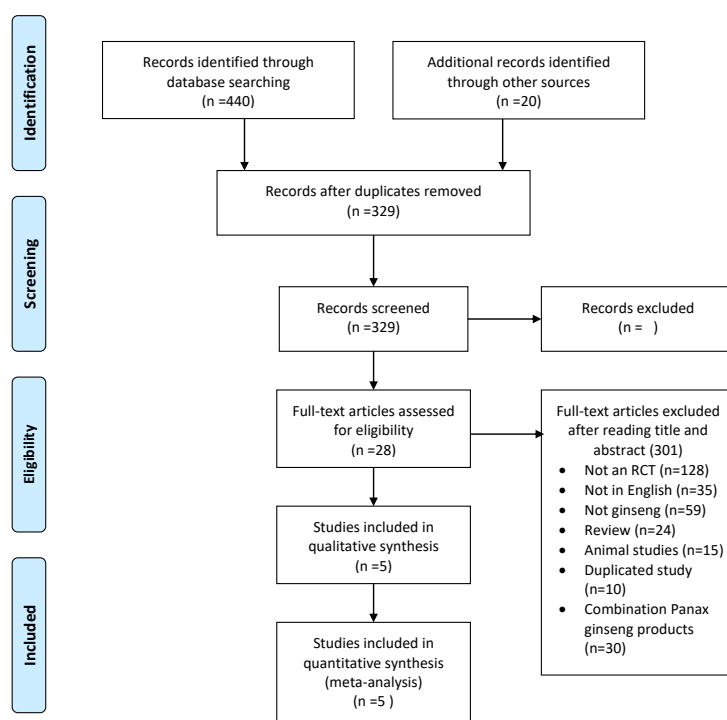 Identification
Records identified through
database searching
(n =440)
Additional records identified
through other sources
(n =20)
Records after duplicates removed
(n =329)
Screening
Records screened
(n =329)
Records excluded
(n = )
Eligibility
Full-text articles assessed
for eligibility
(n =28)
Full-text articles excluded
after reading title and
abstract (301)
• Not an RCT (n=128)
• Not in English (n=35)
• Not ginseng (n=59)
• Review (n=24)
• Animal studies (n=15)
• Duplicated study
(n=10)
• Combination Panax
ginseng products
(n=30)
Studies included in
qualitative synthesis
(n =5)
Included
Studies included in
quantitative synthesis
(meta-analysis)
(n =5 )